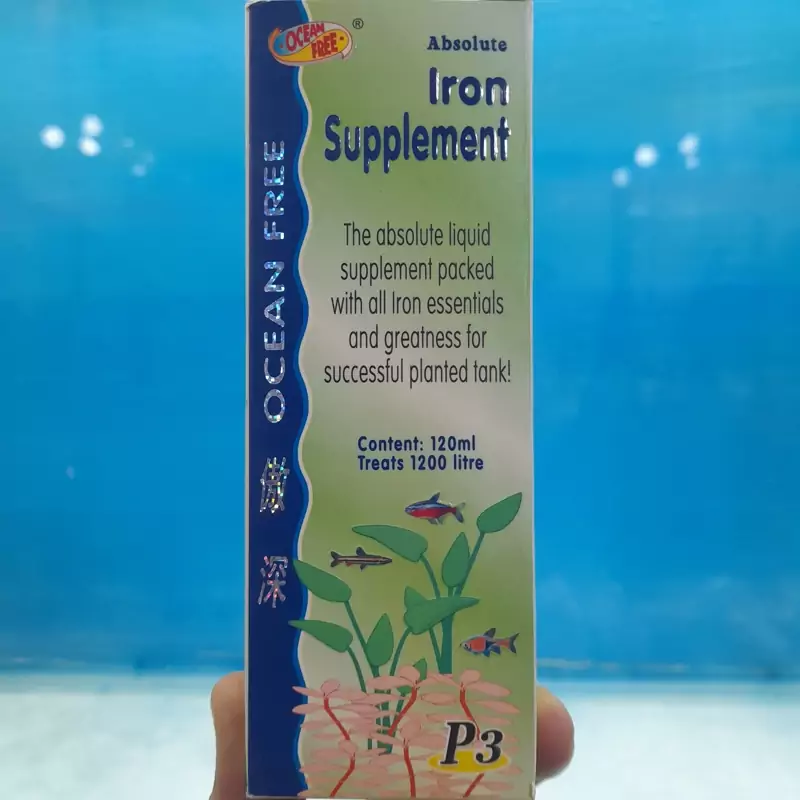 OCEAN
FREE
®
Absolute
Iron
Supplement
The absolute liquid
supplement packed
with all Iron essentials
and greatness for
successful planted tank!
Content: 120ml
Treats 1200 litre
OCEAN FREE
深 傲
P3